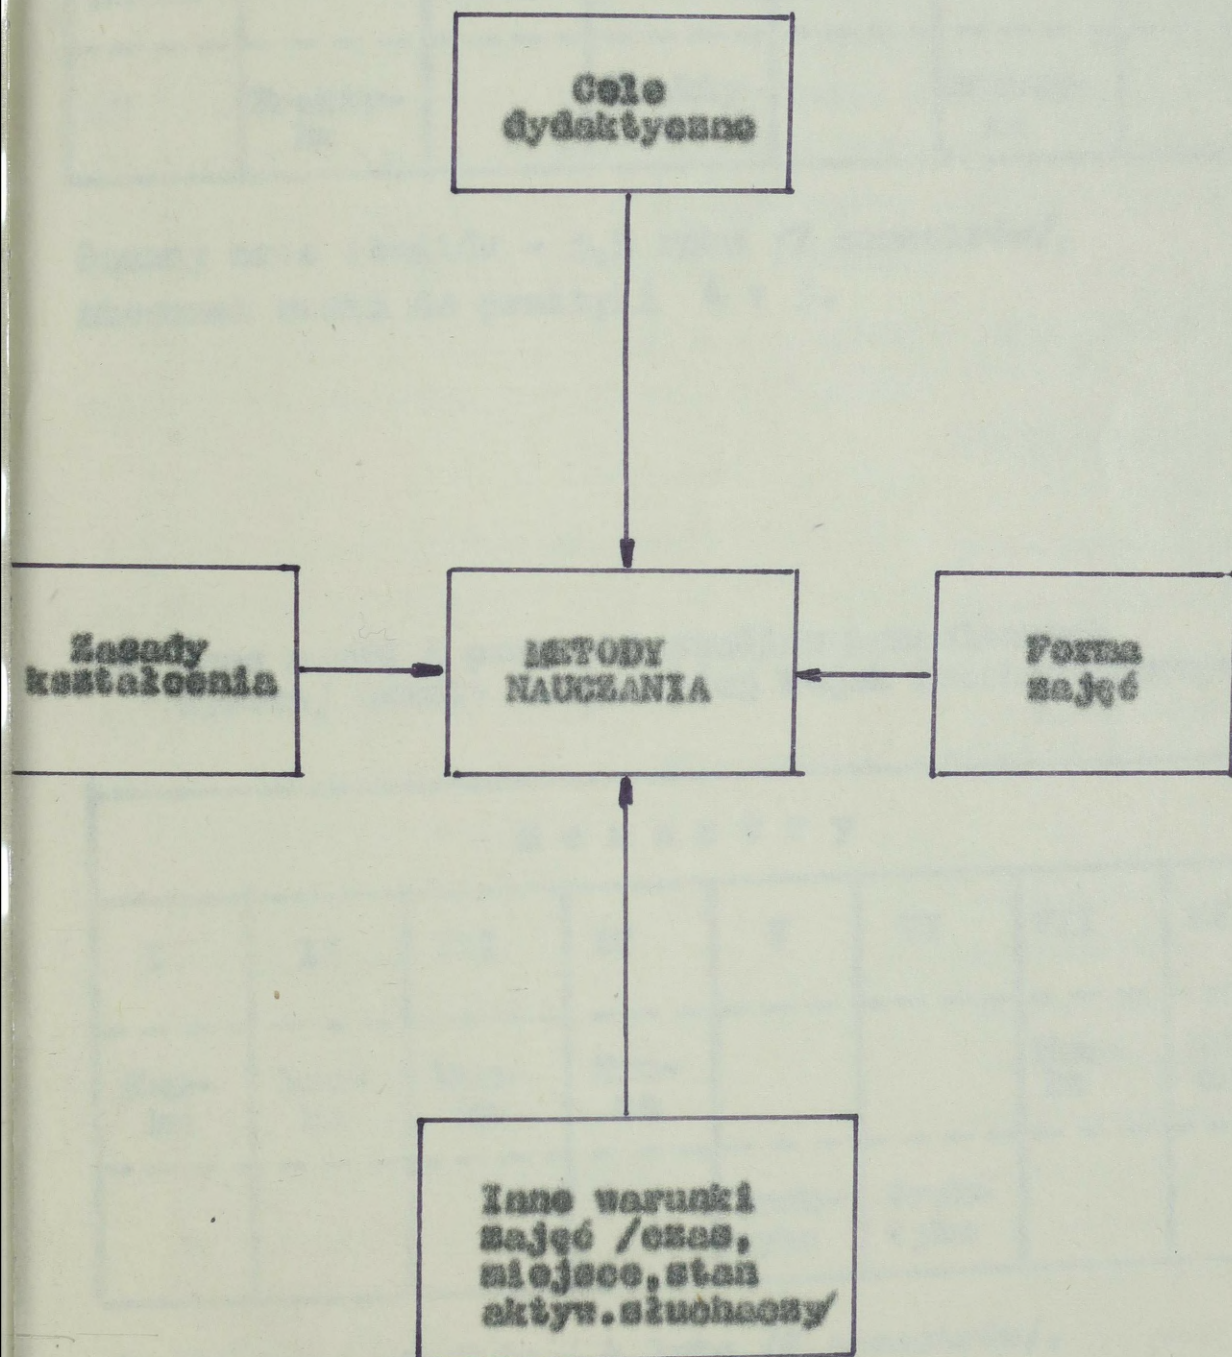 Cele
dydaktyczne
Zasady
kształcenia
METODY
NAUCZANIA
Forma
zajęć
Inne warunki
zajęć /czas,
miejsce,stan
aktyw.słuchaczy/